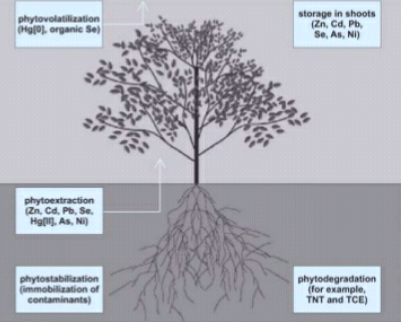 phytovolatilization
(Hg[0], organic Se)
storage in shoots
(Zn, Cd, Pb,
Se, As, Ni)
phytoextraction
(Zn, Cd, Pb, Se,
Hg[II], As, Ni)
phytostabilization
(immobilization of
contaminants)
phytodegradation
(for example,
TNT and TCE)